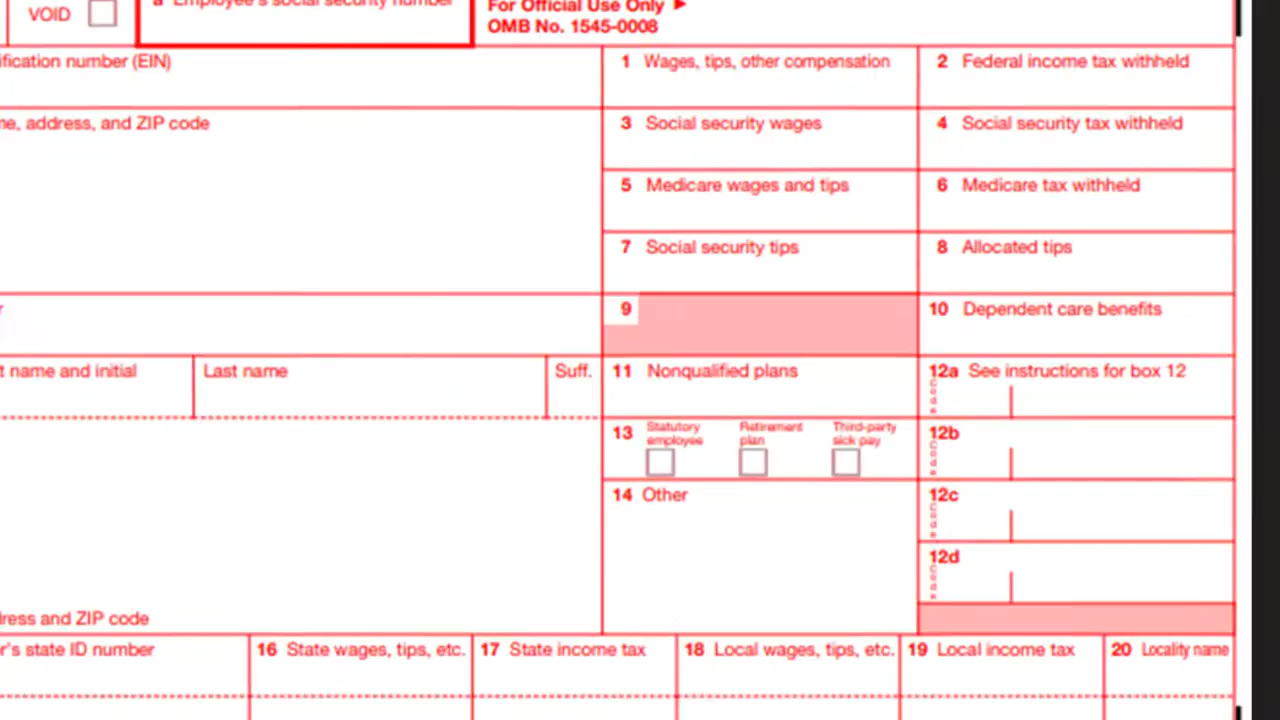 a Employee's social security number
For Official Use Only ►
VOID
OMB No. 1545-0008
ification number (EIN)
1 Wages, tips, other compensation
2 Federal income tax withheld
me, address, and ZIP code
3 Social security wages
4 Social security tax withheld
5 Medicare wages and tips
6 Medicare tax withheld
7 Social security tips
8 Allocated tips
9
10 Dependent care benefits
t name and initial
Last name
Suff.
11 Nonqualified plans
12a See instructions for box 12
13 Statutory employee
Retirement plan
Third-party sick pay
12b
14 Other
12c
12d
ress and ZIP code
r's state ID number
16 State wages, tips, etc.
17 State income tax
18 Local wages, tips, etc.
19 Local income tax
20 Locality name